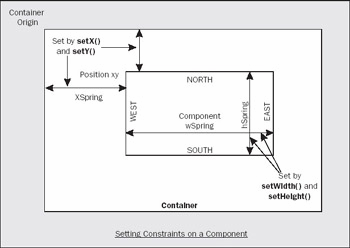 Container
Origin
Set by setX()
and setY()
Position xy
XSpring
NORTH
WEST
EAST
hSpring
Component
wSpring
SOUTH
Set by
setWidth() and
setHeight()
Container
Setting Constraints on a Component